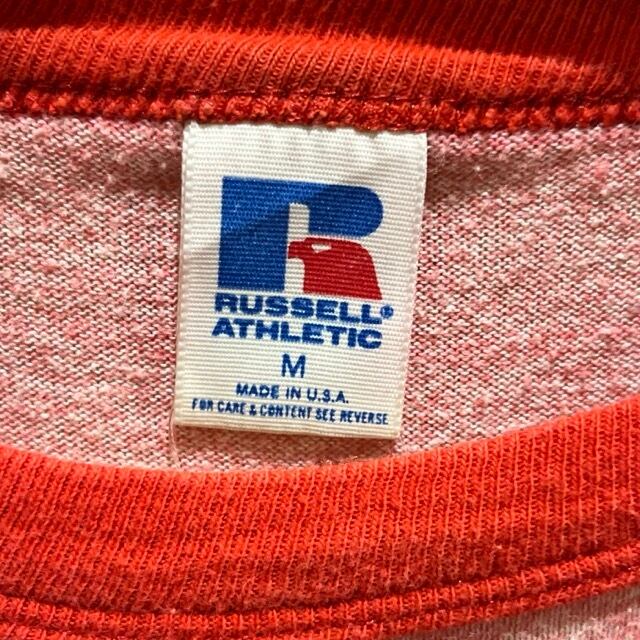 RUSSELL®
ATHLETIC
M
MADE IN U.S.A.
FOR CARE & CONTENT SEE REVERSE